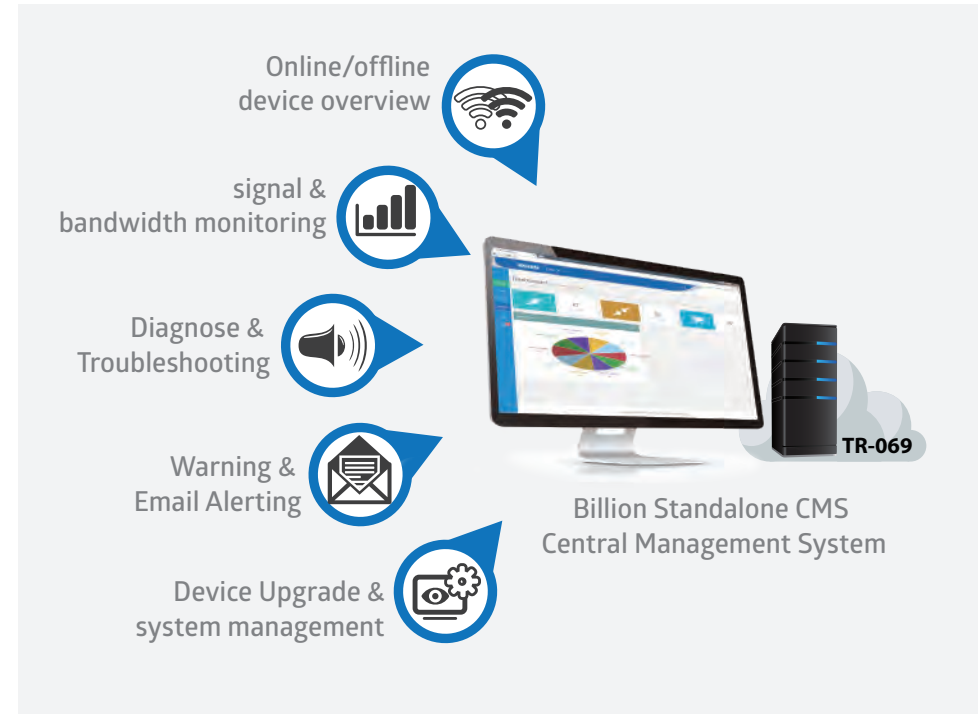 Online/offline
device overview
signal &
bandwidth monitoring
Diagnose &
Troubleshooting
Warning &
Email Alerting
Device Upgrade &
system management
TR-069
Billion Standalone CMS
Central Management System